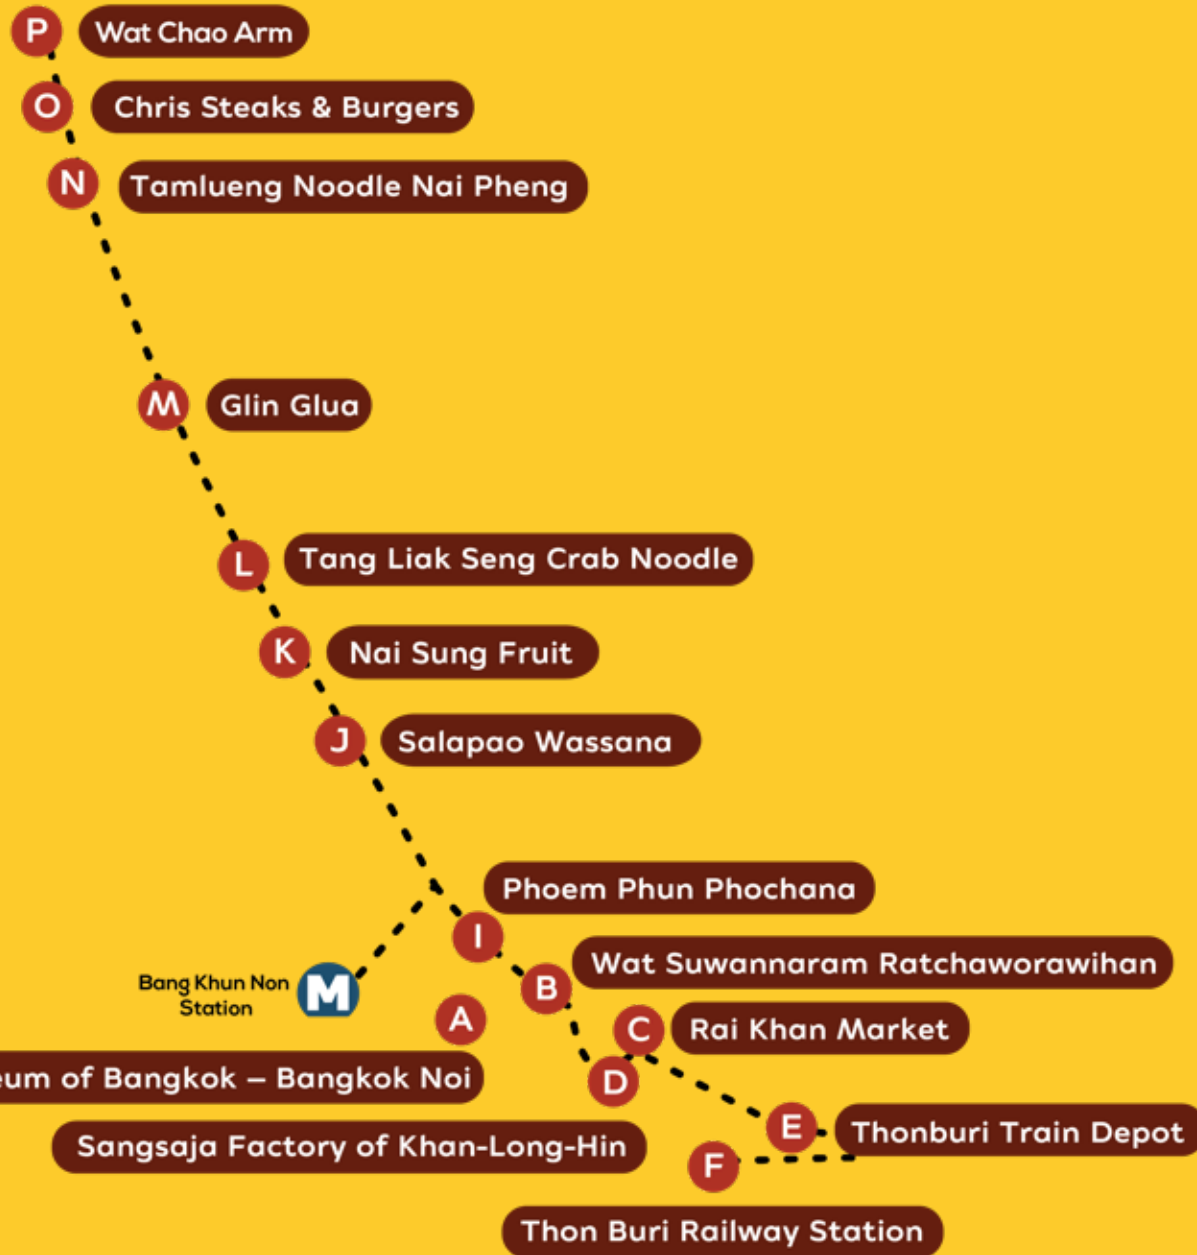 P Wat Chao Arm
O Chris Steaks & Burgers
N Tamlueng Noodle Nai Pheng
M Glin Glua
L Tang Liak Seng Crab Noodle
K Nai Sung Fruit
J Salapao Wassana
Phoem Phun Phochana
I
B Wat Suwannaram Ratchaworawihan
Bang Khun Non
Station
M
A
C Rai Khan Market
of Bangkok – Bangkok Noi
D
E Thonburi Train Depot
Sangsaja Factory of Khan-Long-Hin
F
Thon Buri Railway Station